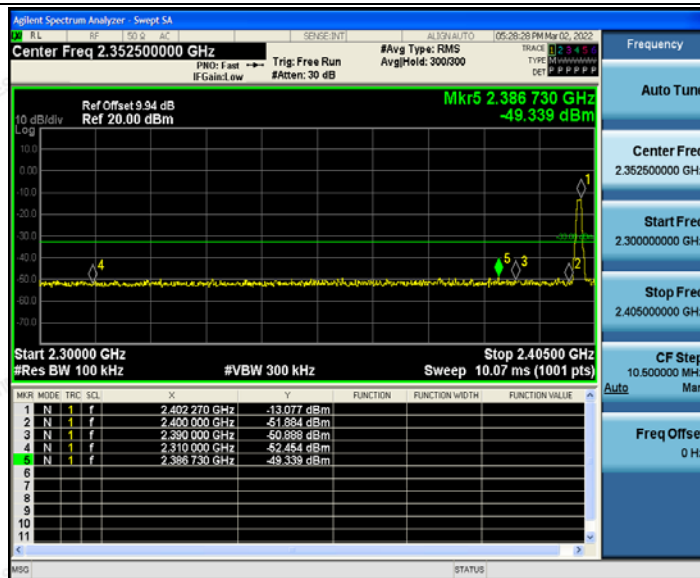 Agilent Spectrum Analyzer - Swept SA
RL RF 50 Ω AC SENSE:INT ALIGN AUTO 05:28:28 PM Mar 02, 2022
Center Freq 2.352500000 GHz
PNO: Fast
IFGain:Low
Trig: Free Run
#Atten: 30 dB
#Avg Type: RMS
Avg|Hold: 300/300
TRACE 1 2 3 4 5 6
TYPE M
DET P P P P P P
Ref Offset 9.94 dB
10 dB/div Ref 20.00 dBm
Log
Mkr5 2.386 730 GHz
-49.339 dBm
10.0
0.00
-10.0
-20.0
-30.0
-40.0
-50.0
-60.0
-70.0
1
4
5
3
2
Start 2.30000 GHz Stop 2.40500 GHz
#Res BW 100 kHz #VBW 300 kHz Sweep 10.07 ms (1001 pts)
MKR MODE TRC SCL X Y FUNCTION FUNCTION WIDTH FUNCTION VALUE
1 N 1 f 2.402 270 GHz -13.077 dBm
2 N 1 f 2.400 000 GHz -51.884 dBm
3 N 1 f 2.390 000 GHz -50.888 dBm
4 N 1 f 2.310 000 GHz -52.454 dBm
5 N 1 f 2.386 730 GHz -49.339 dBm
6
7
8
9
10
11
MSG STATUS
Frequency
Auto Tune
Center Freq
2.352500000 GHz
Start Freq
2.300000000 GHz
Stop Freq
2.405000000 GHz
CF Step
10.500000 MHz
Auto Man
Freq Offset
0 Hz